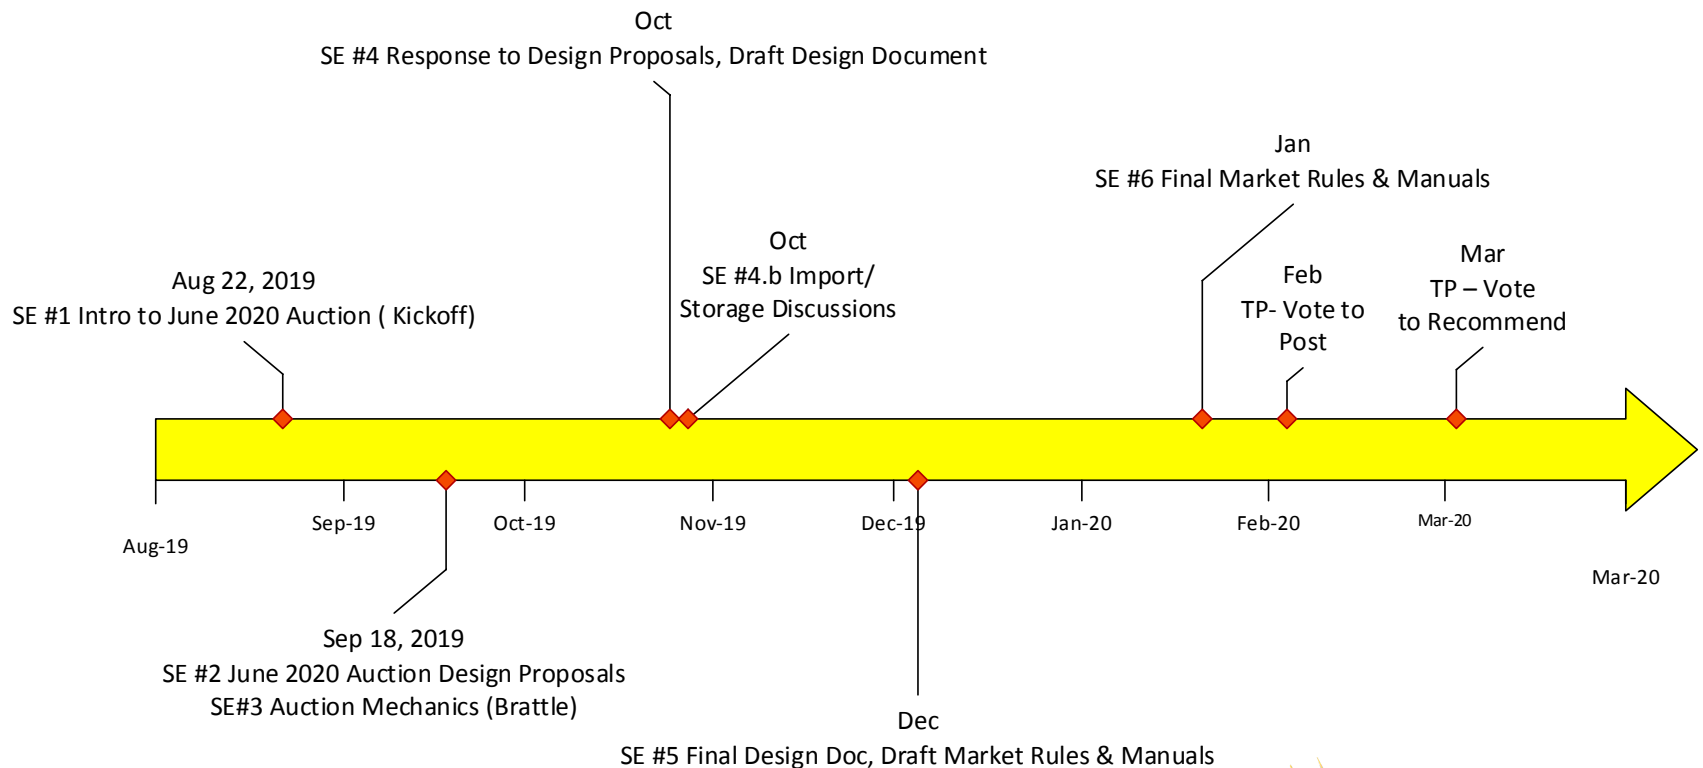 Oct
SE #4 Response to Design Proposals, Draft Design Document
Jan
SE #6 Final Market Rules & Manuals
Oct
SE #4.b Import/
Storage Discussions
Aug 22, 2019
SE #1 Intro to June 2020 Auction ( Kickoff)
Feb
TP- Vote to
Post
Mar
TP – Vote
to Recommend
Aug-19
Sep-19
Oct-19
Nov-19
Dec-19
Jan-20
Feb-20
Mar-20
Mar-20
Sep 18, 2019
SE #2 June 2020 Auction Design Proposals
SE#3 Auction Mechanics (Brattle)
Dec
SE #5 Final Design Doc, Draft Market Rules & Manuals